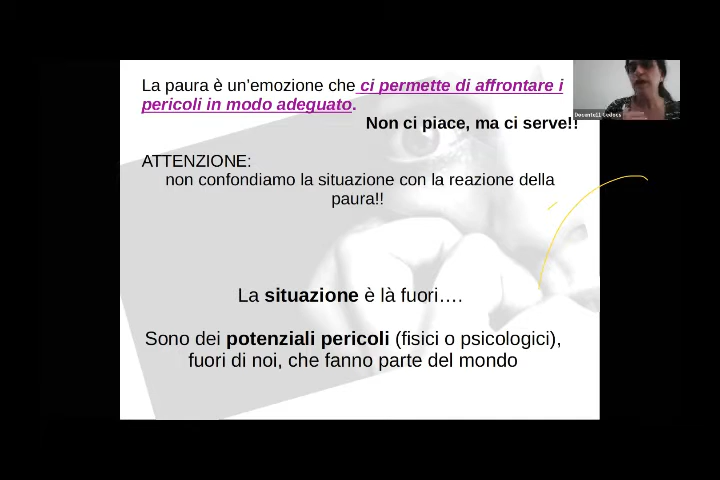 La paura è un'emozione che ci permette di affrontare i
pericoli in modo adeguato.
Non ci piace, ma ci serve!!
ATTENZIONE:
non confondiamo la situazione con la reazione della
paura!!
La situazione è là fuori….
Sono dei potenziali pericoli (fisici o psicologici),
fuori di noi, che fanno parte del mondo